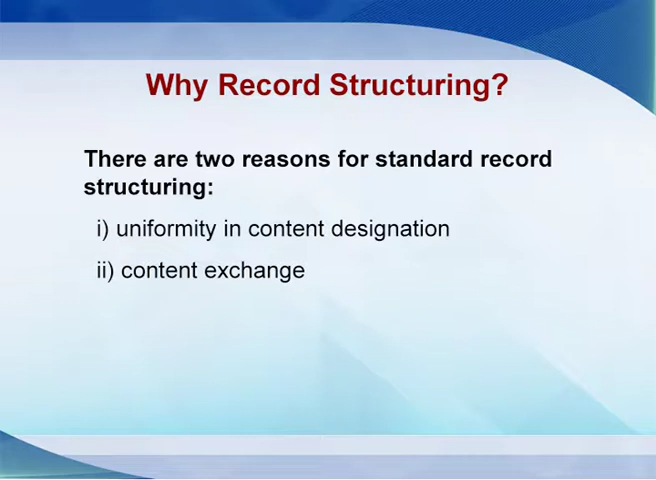 Why Record Structuring?
There are two reasons for standard record
structuring:
i) uniformity in content designation
ii) content exchange